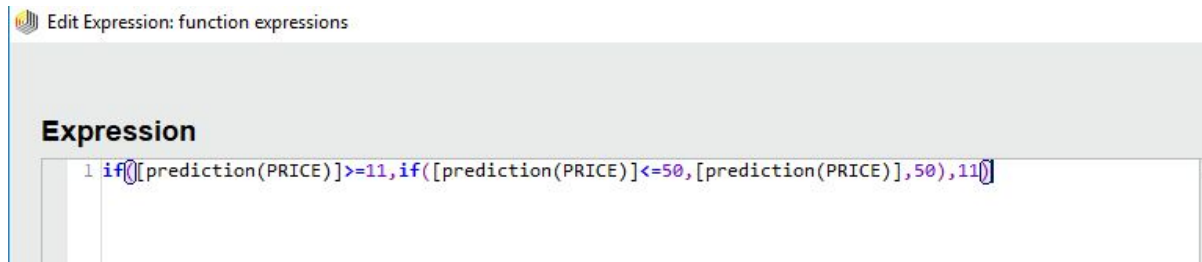 Edit Expression: function expressions
Expression
1 if([prediction(PRICE)]>=11,if([prediction(PRICE)]<=50,[prediction(PRICE)],50),11)